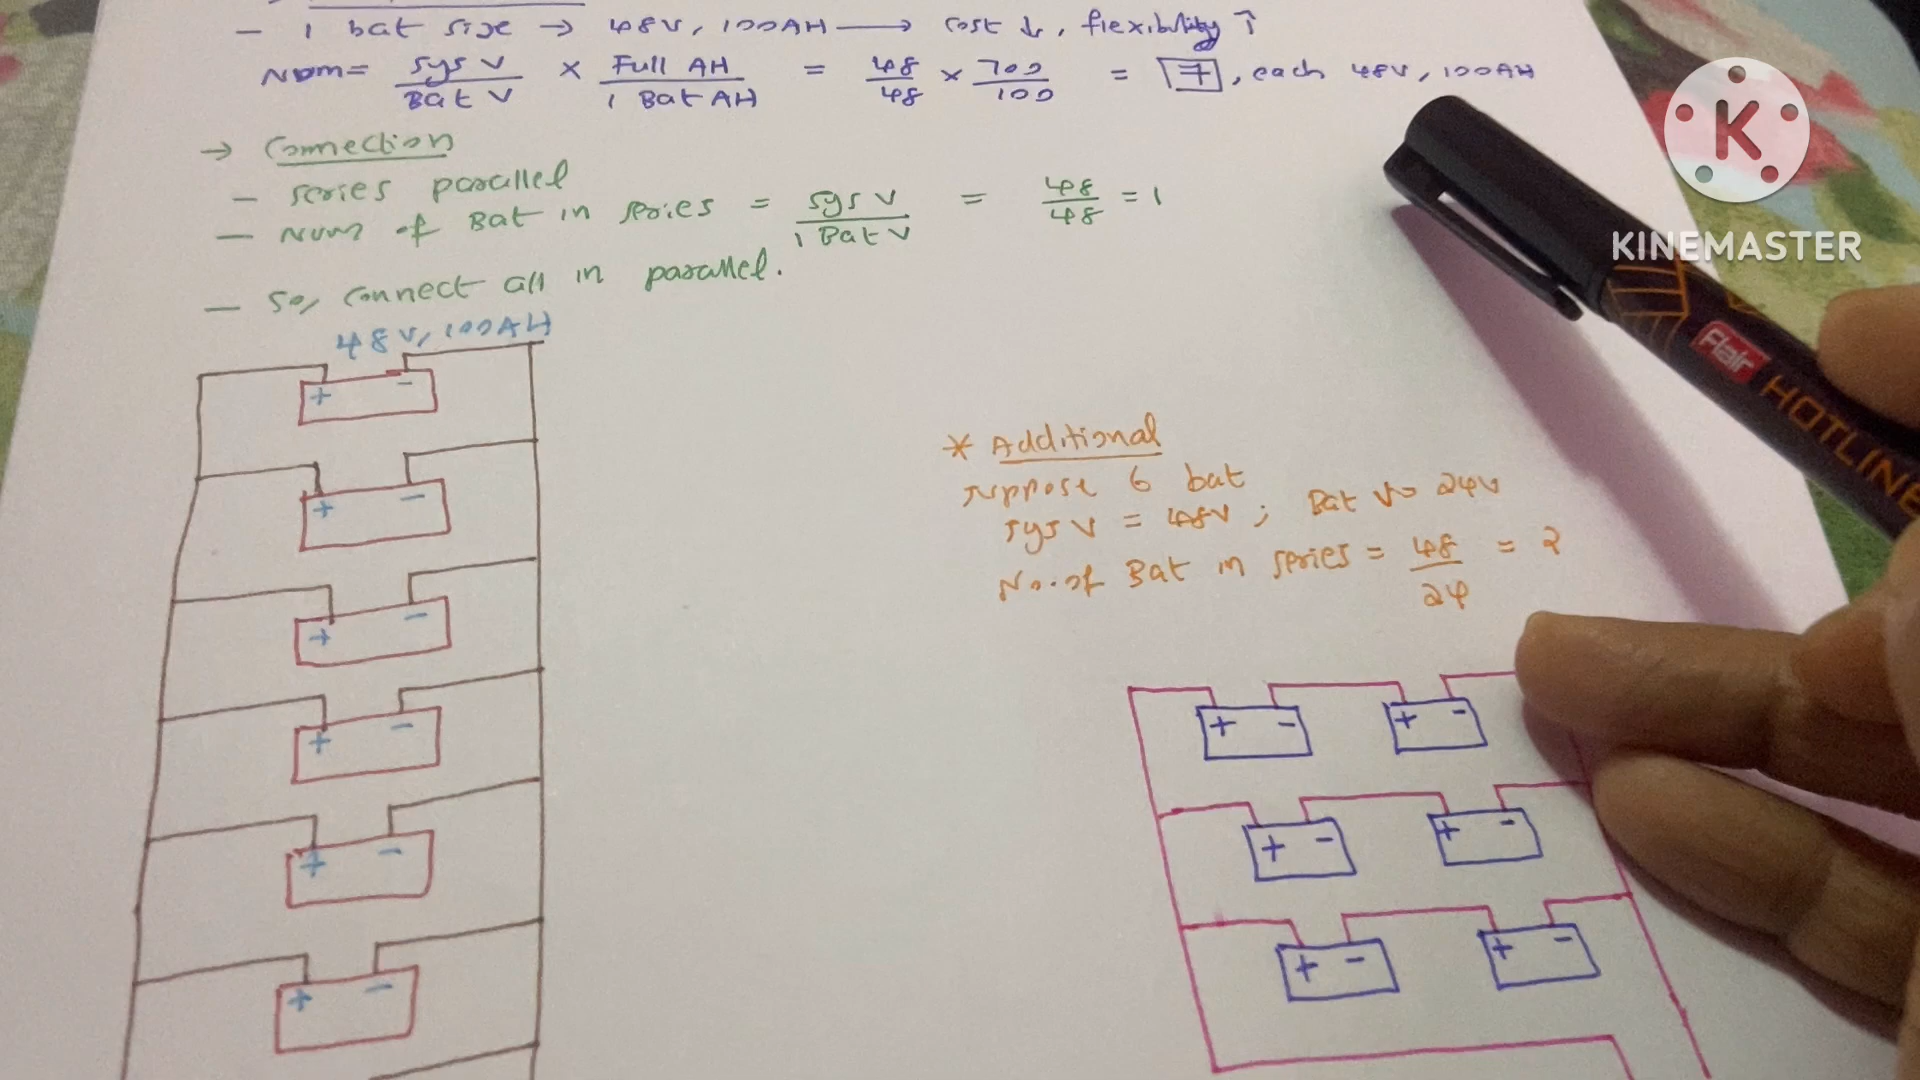 - 1 bat size → 48V, 100AH → cost ↓, flexibility ↑
Num = Sys V / Bat V × Full AH / 1 Bat AH = 48/48 × 700/100 = 7, each 48V, 100AH
→ Connection
- series parallel
- Num of Bat in series = Sys V / 1 Bat V = 48/48 = 1
- So, connect all in parallel.
48V, 100AH
+ -
+ -
+ -
+ -
+ -
+ -
* Additional
Suppose 6 bat
Sys V = 48V ; Bat V = 24V
No. of Bat in series = 48/24 = 2
+ - + -
+ - + -
+ - + -
K
KINEMASTER
Flair
HOTLINE